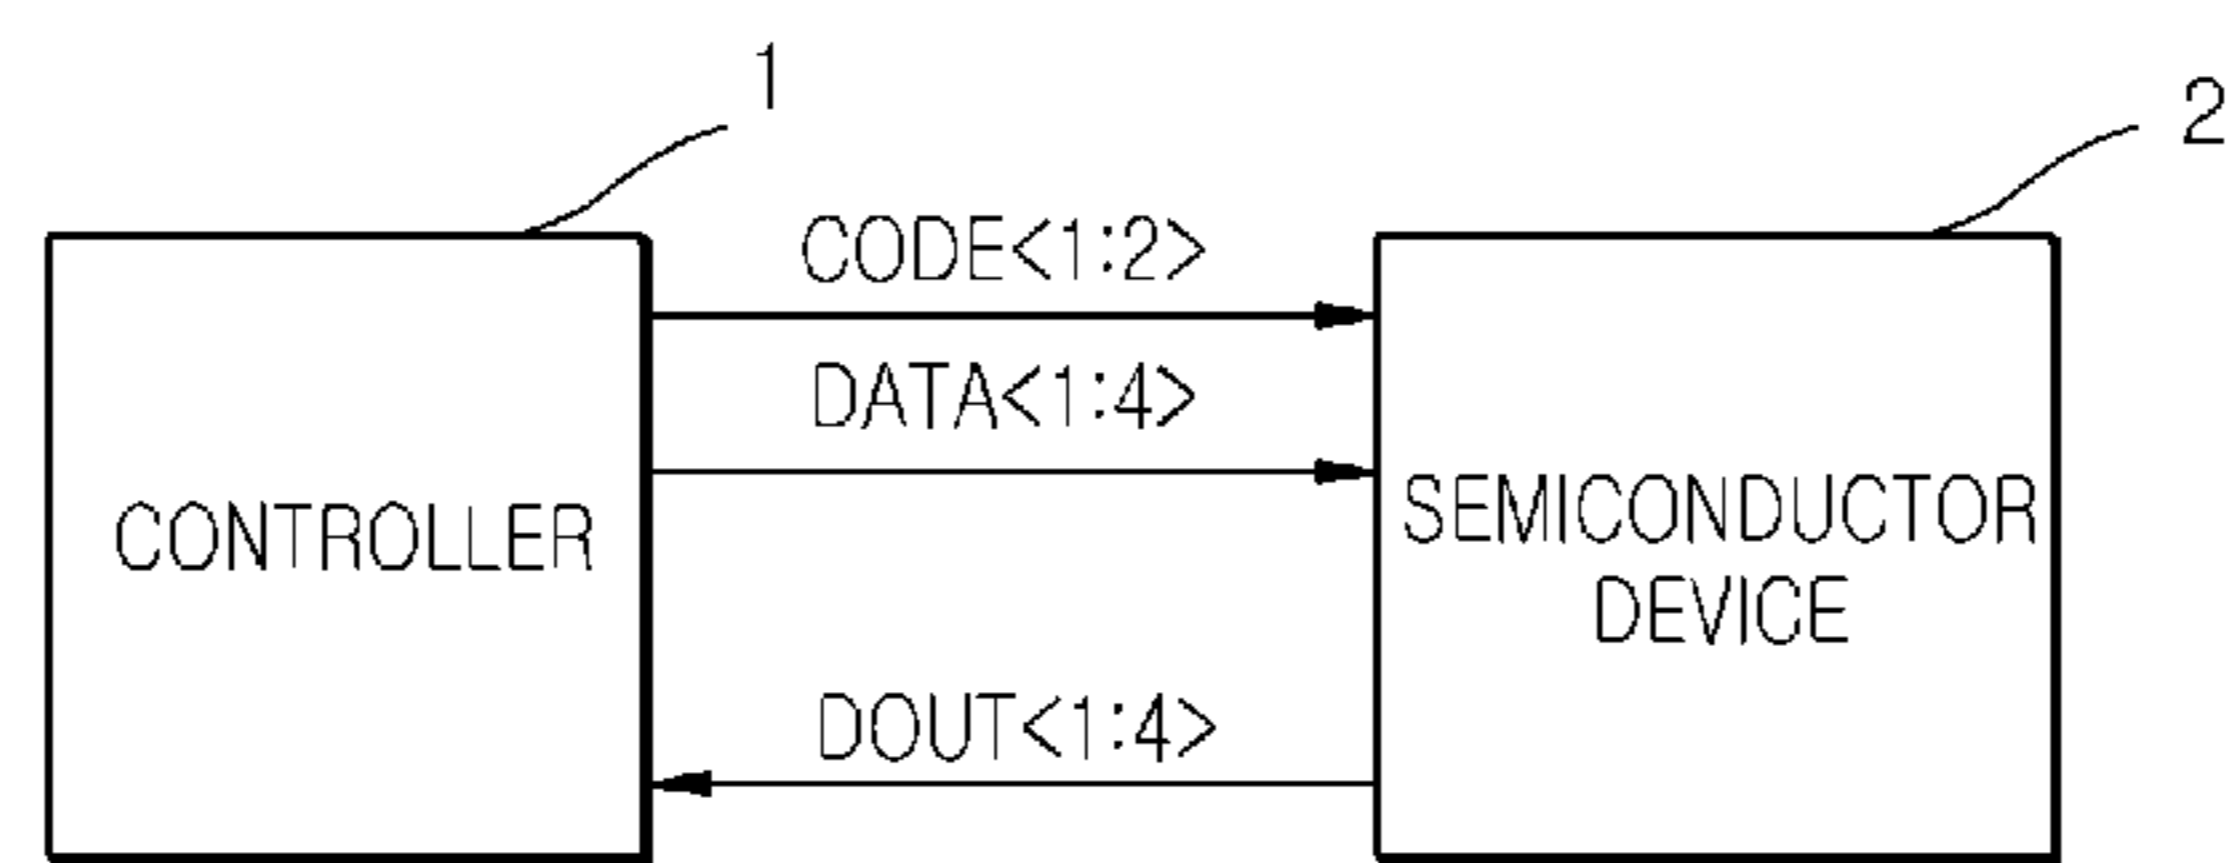 1
2
CODE<1:2>
DATA<1:4>
CONTROLLER
SEMICONDUCTOR
DEVICE
DOUT<1:4>